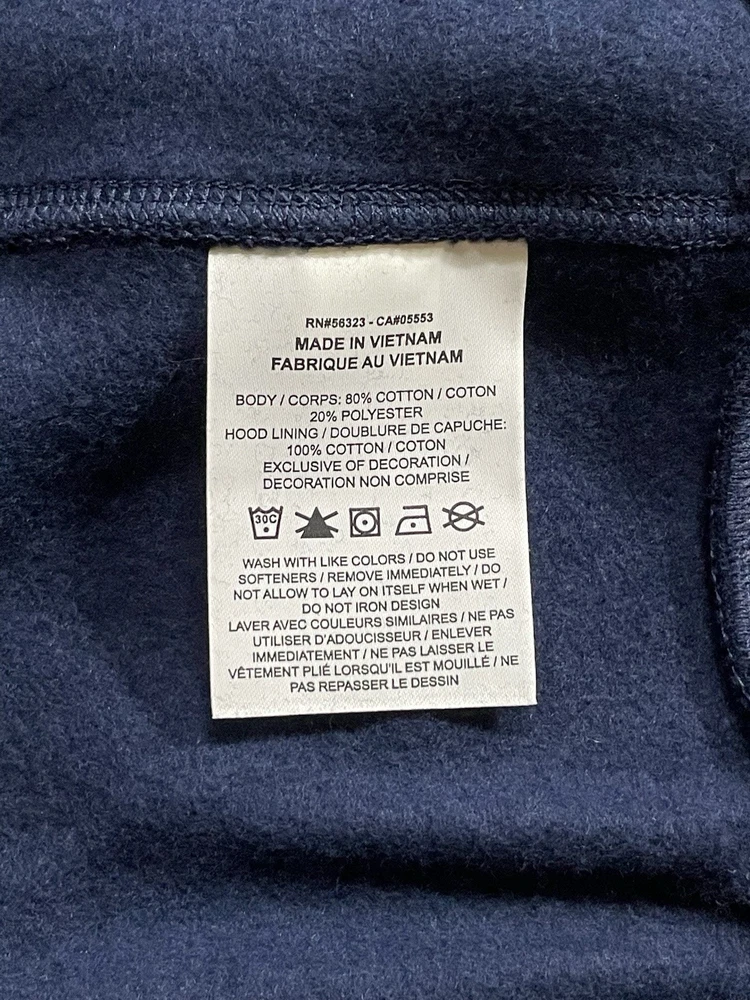 RN#56323 - CA#05553
MADE IN VIETNAM
FABRIQUE AU VIETNAM
BODY / CORPS: 80% COTTON / COTON
20% POLYESTER
HOOD LINING / DOUBLURE DE CAPUCHE:
100% COTTON / COTON
EXCLUSIVE OF DECORATION /
DECORATION NON COMPRISE
30C
WASH WITH LIKE COLORS / DO NOT USE
SOFTENERS / REMOVE IMMEDIATELY / DO
NOT ALLOW TO LAY ON ITSELF WHEN WET /
DO NOT IRON DESIGN
LAVER AVEC COULEURS SIMILAIRES / NE PAS
UTILISER D'ADOUCISSEUR / ENLEVER
IMMEDIATEMENT / NE PAS LAISSER LE
VÊTEMENT PLIÉ LORSQU'IL EST MOUILLÉ / NE
PAS REPASSER LE DESSIN